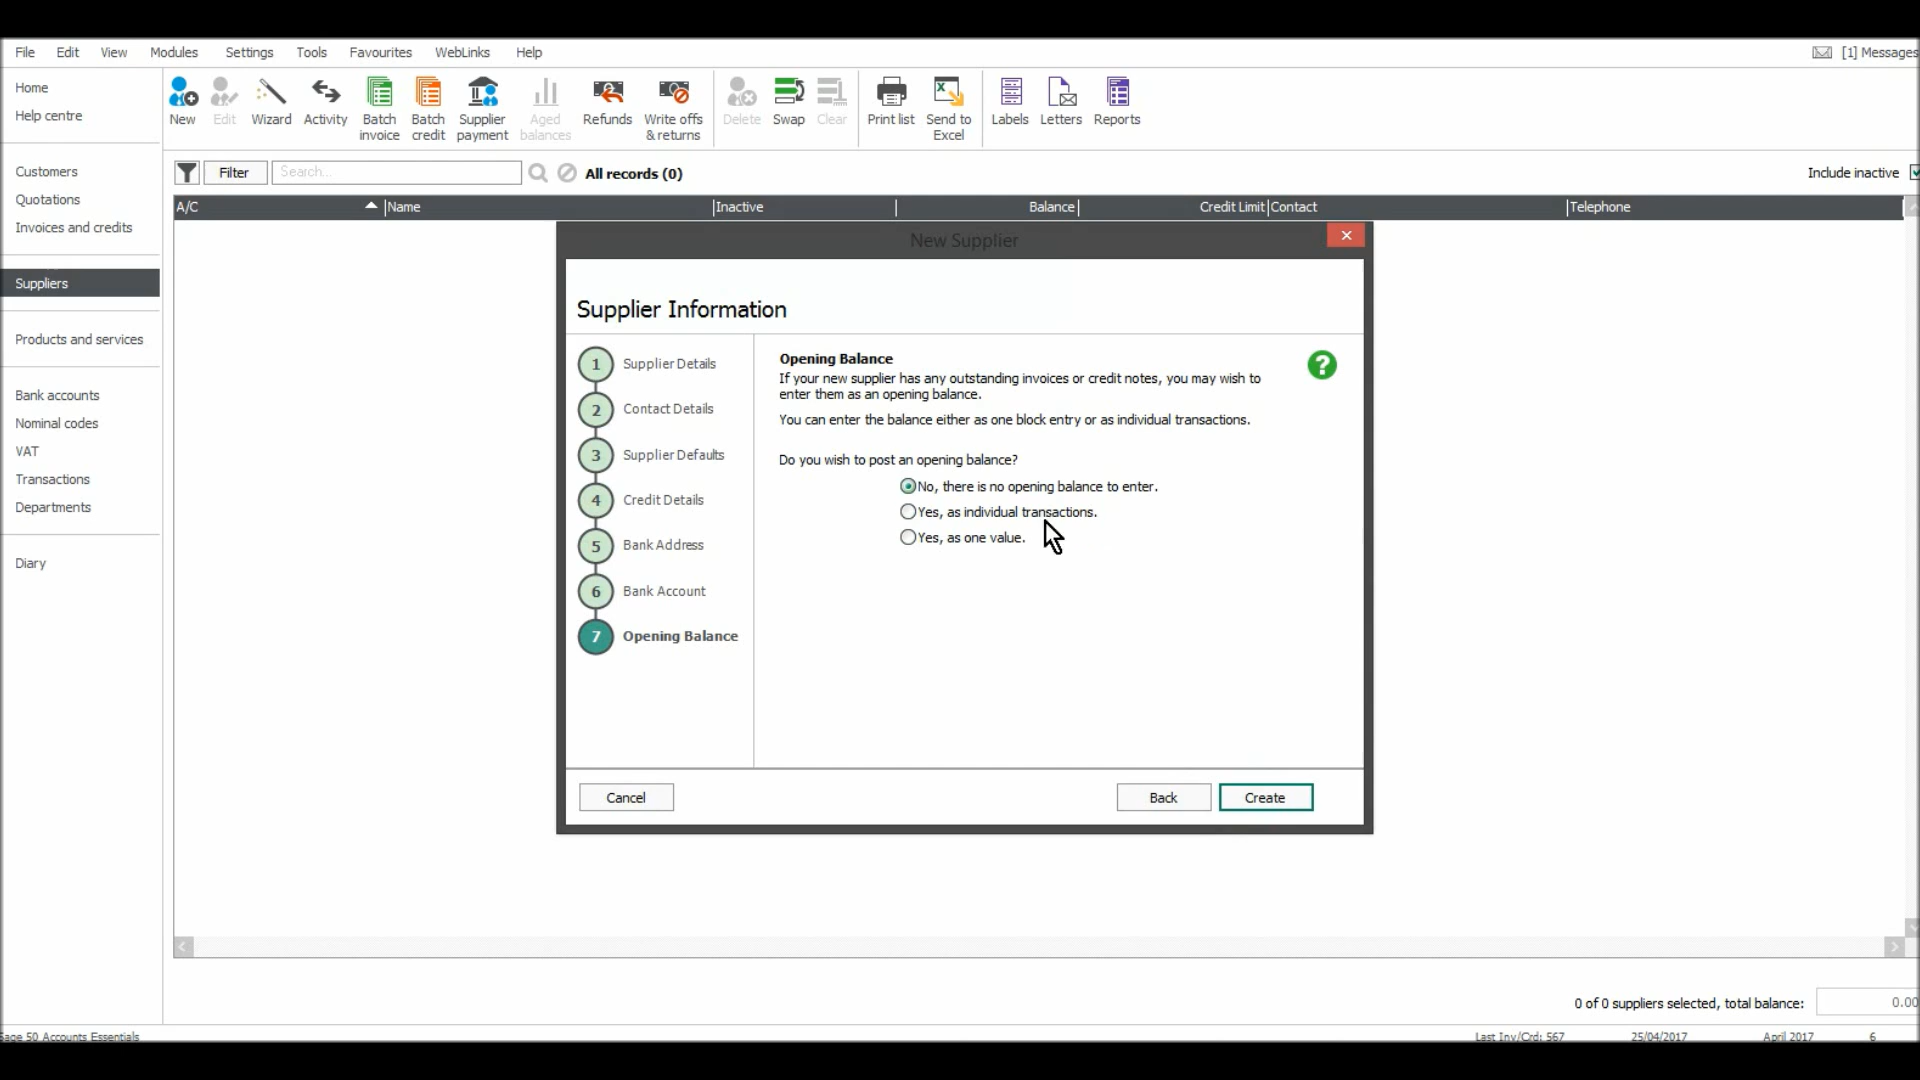 File Edit View Modules Settings Tools Favourites WebLinks Help
[1] Messages
Home
Help centre
Customers
Quotations
Invoices and credits
Suppliers
Products and services
Bank accounts
Nominal codes
VAT
Transactions
Departments
Diary
New Edit Wizard Activity Batch invoice Batch credit Supplier payment Aged balances Refunds Write offs & returns Delete Swap Clear Print list Send to Excel Labels Letters Reports
Filter Search... All records (0) Include inactive
A/C Name Inactive Balance Credit Limit Contact Telephone
New Supplier
Supplier Information
1 Supplier Details
2 Contact Details
3 Supplier Defaults
4 Credit Details
5 Bank Address
6 Bank Account
7 Opening Balance
Opening Balance
If your new supplier has any outstanding invoices or credit notes, you may wish to
enter them as an opening balance.
You can enter the balance either as one block entry or as individual transactions.
Do you wish to post an opening balance?
No, there is no opening balance to enter.
Yes, as individual transactions.
Yes, as one value.
?
Cancel Back Create
0 of 0 suppliers selected, total balance: 0.00
Sage 50 Accounts Essentials Last Inv/Crd: 567 25/04/2017 April 2017 6